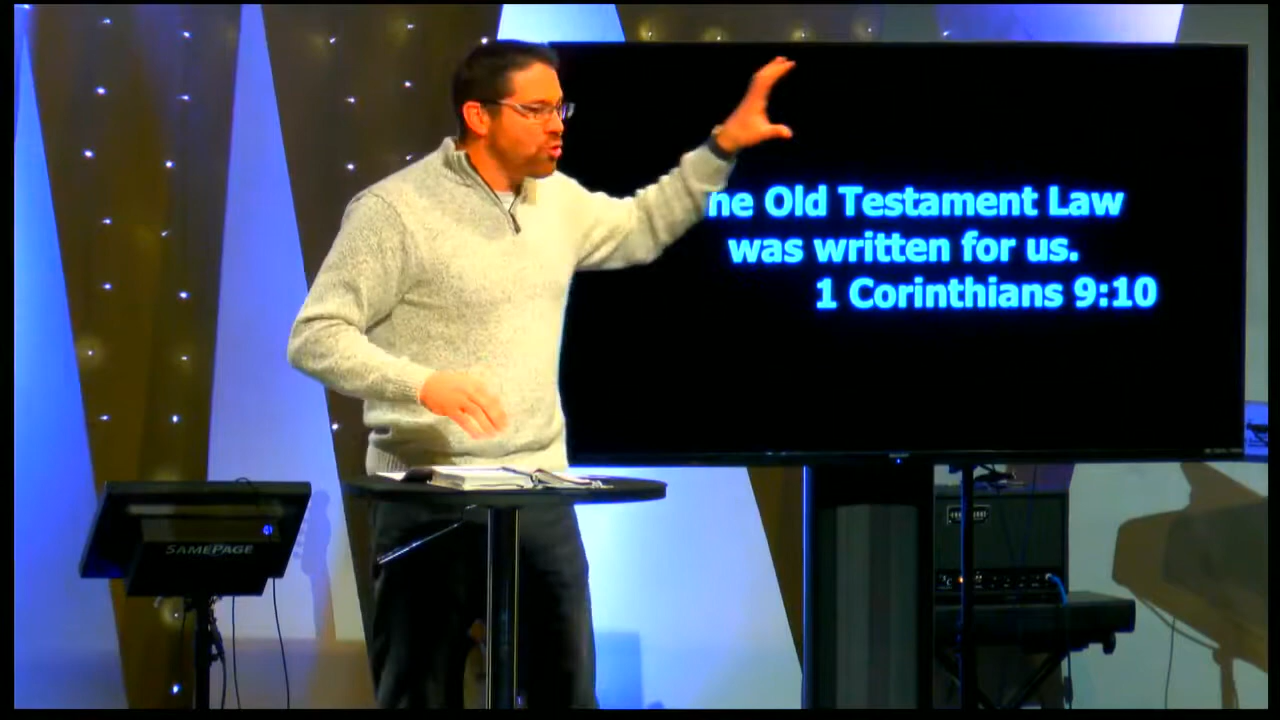 he Old Testament Law
was written for us.
1 Corinthians 9:10
SAMEPAGE